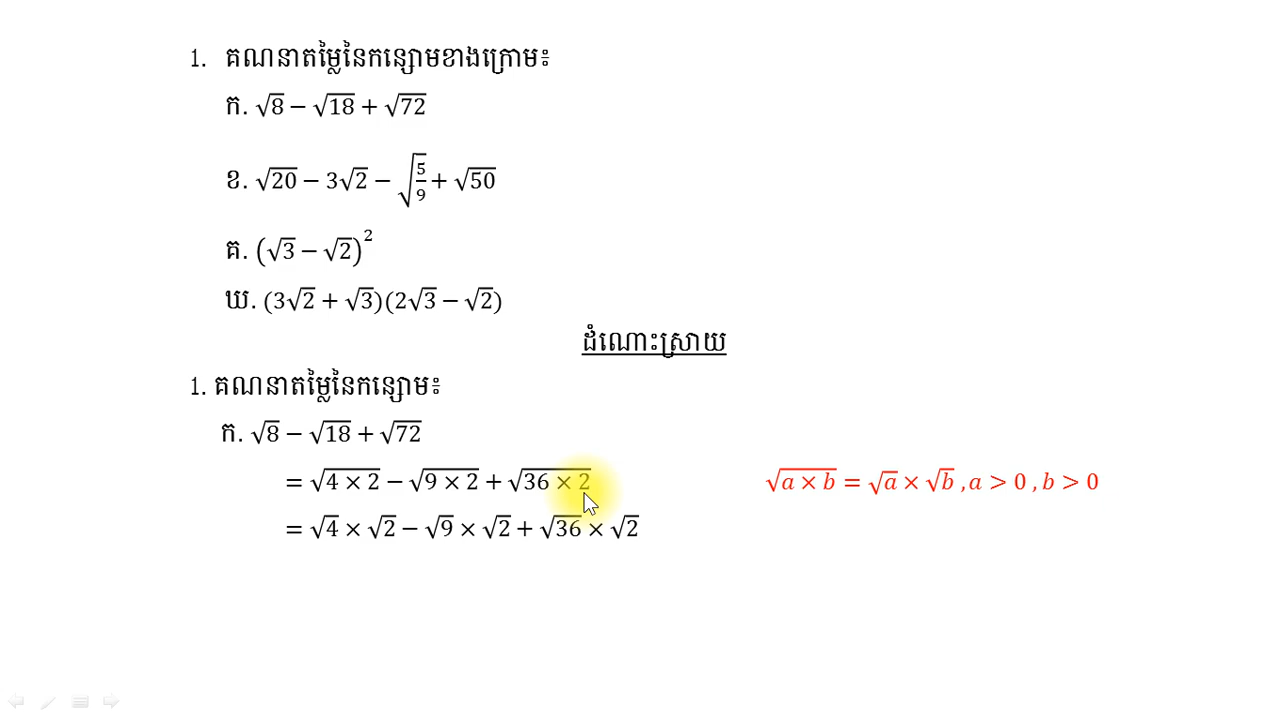 1. គណនាតម្លៃនៃកន្សោមខាងក្រោម៖
ក. √8 − √18 + √72
ខ. √20 − 3√2 − √(5/9) + √50
គ. (√3 − √2)²
ឃ. (3√2 + √3)(2√3 − √2)
ដំណោះស្រាយ
1. គណនាតម្លៃនៃកន្សោម៖
ក. √8 − √18 + √72
= √(4 × 2) − √(9 × 2) + √(36 × 2)
√(a × b) = √a × √b , a > 0 , b > 0
= √4 × √2 − √9 × √2 + √36 × √2